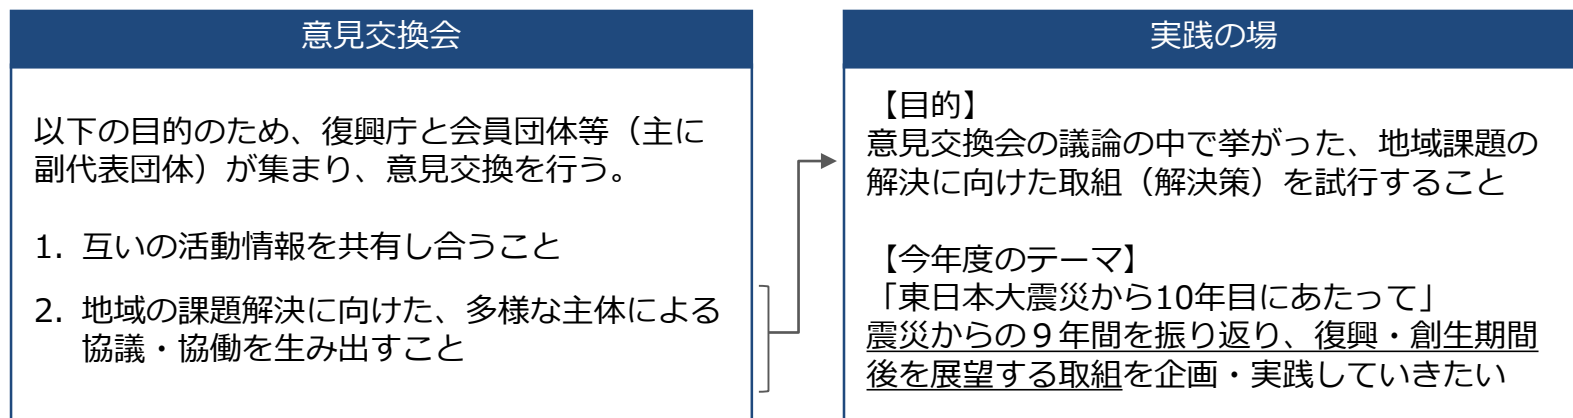 意見交換会
以下の目的のため、復興庁と会員団体等（主に
副代表団体）が集まり、意見交換を行う。
1. 互いの活動情報を共有し合うこと
2. 地域の課題解決に向けた、多様な主体による
協議・協働を生み出すこと
実践の場
【目的】
意見交換会の議論の中で挙がった、地域課題の
解決に向けた取組（解決策）を試行すること
【今年度のテーマ】
「東日本大震災から10年目にあたって」
震災からの９年間を振り返り、復興・創生期間
後を展望する取組を企画・実践していきたい